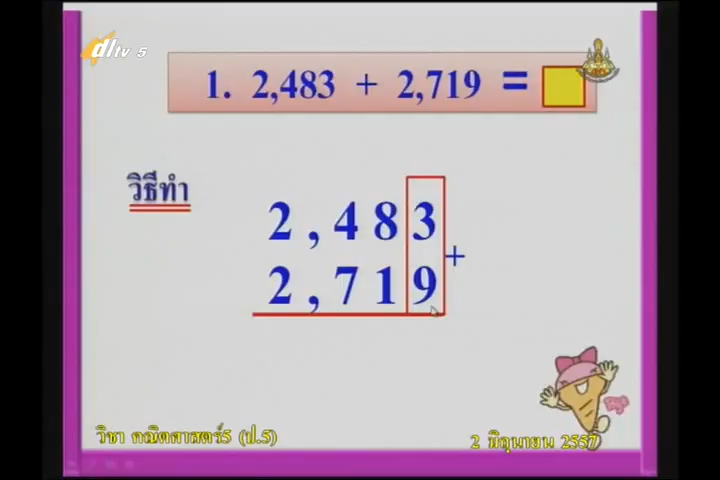 dltv 5
1. 2,483 + 2,719 =
วิธีทำ
2,483
+
2,719
วิชา คณิตศาสตร์5 (ป.5)
2 มิถุนายน 2557